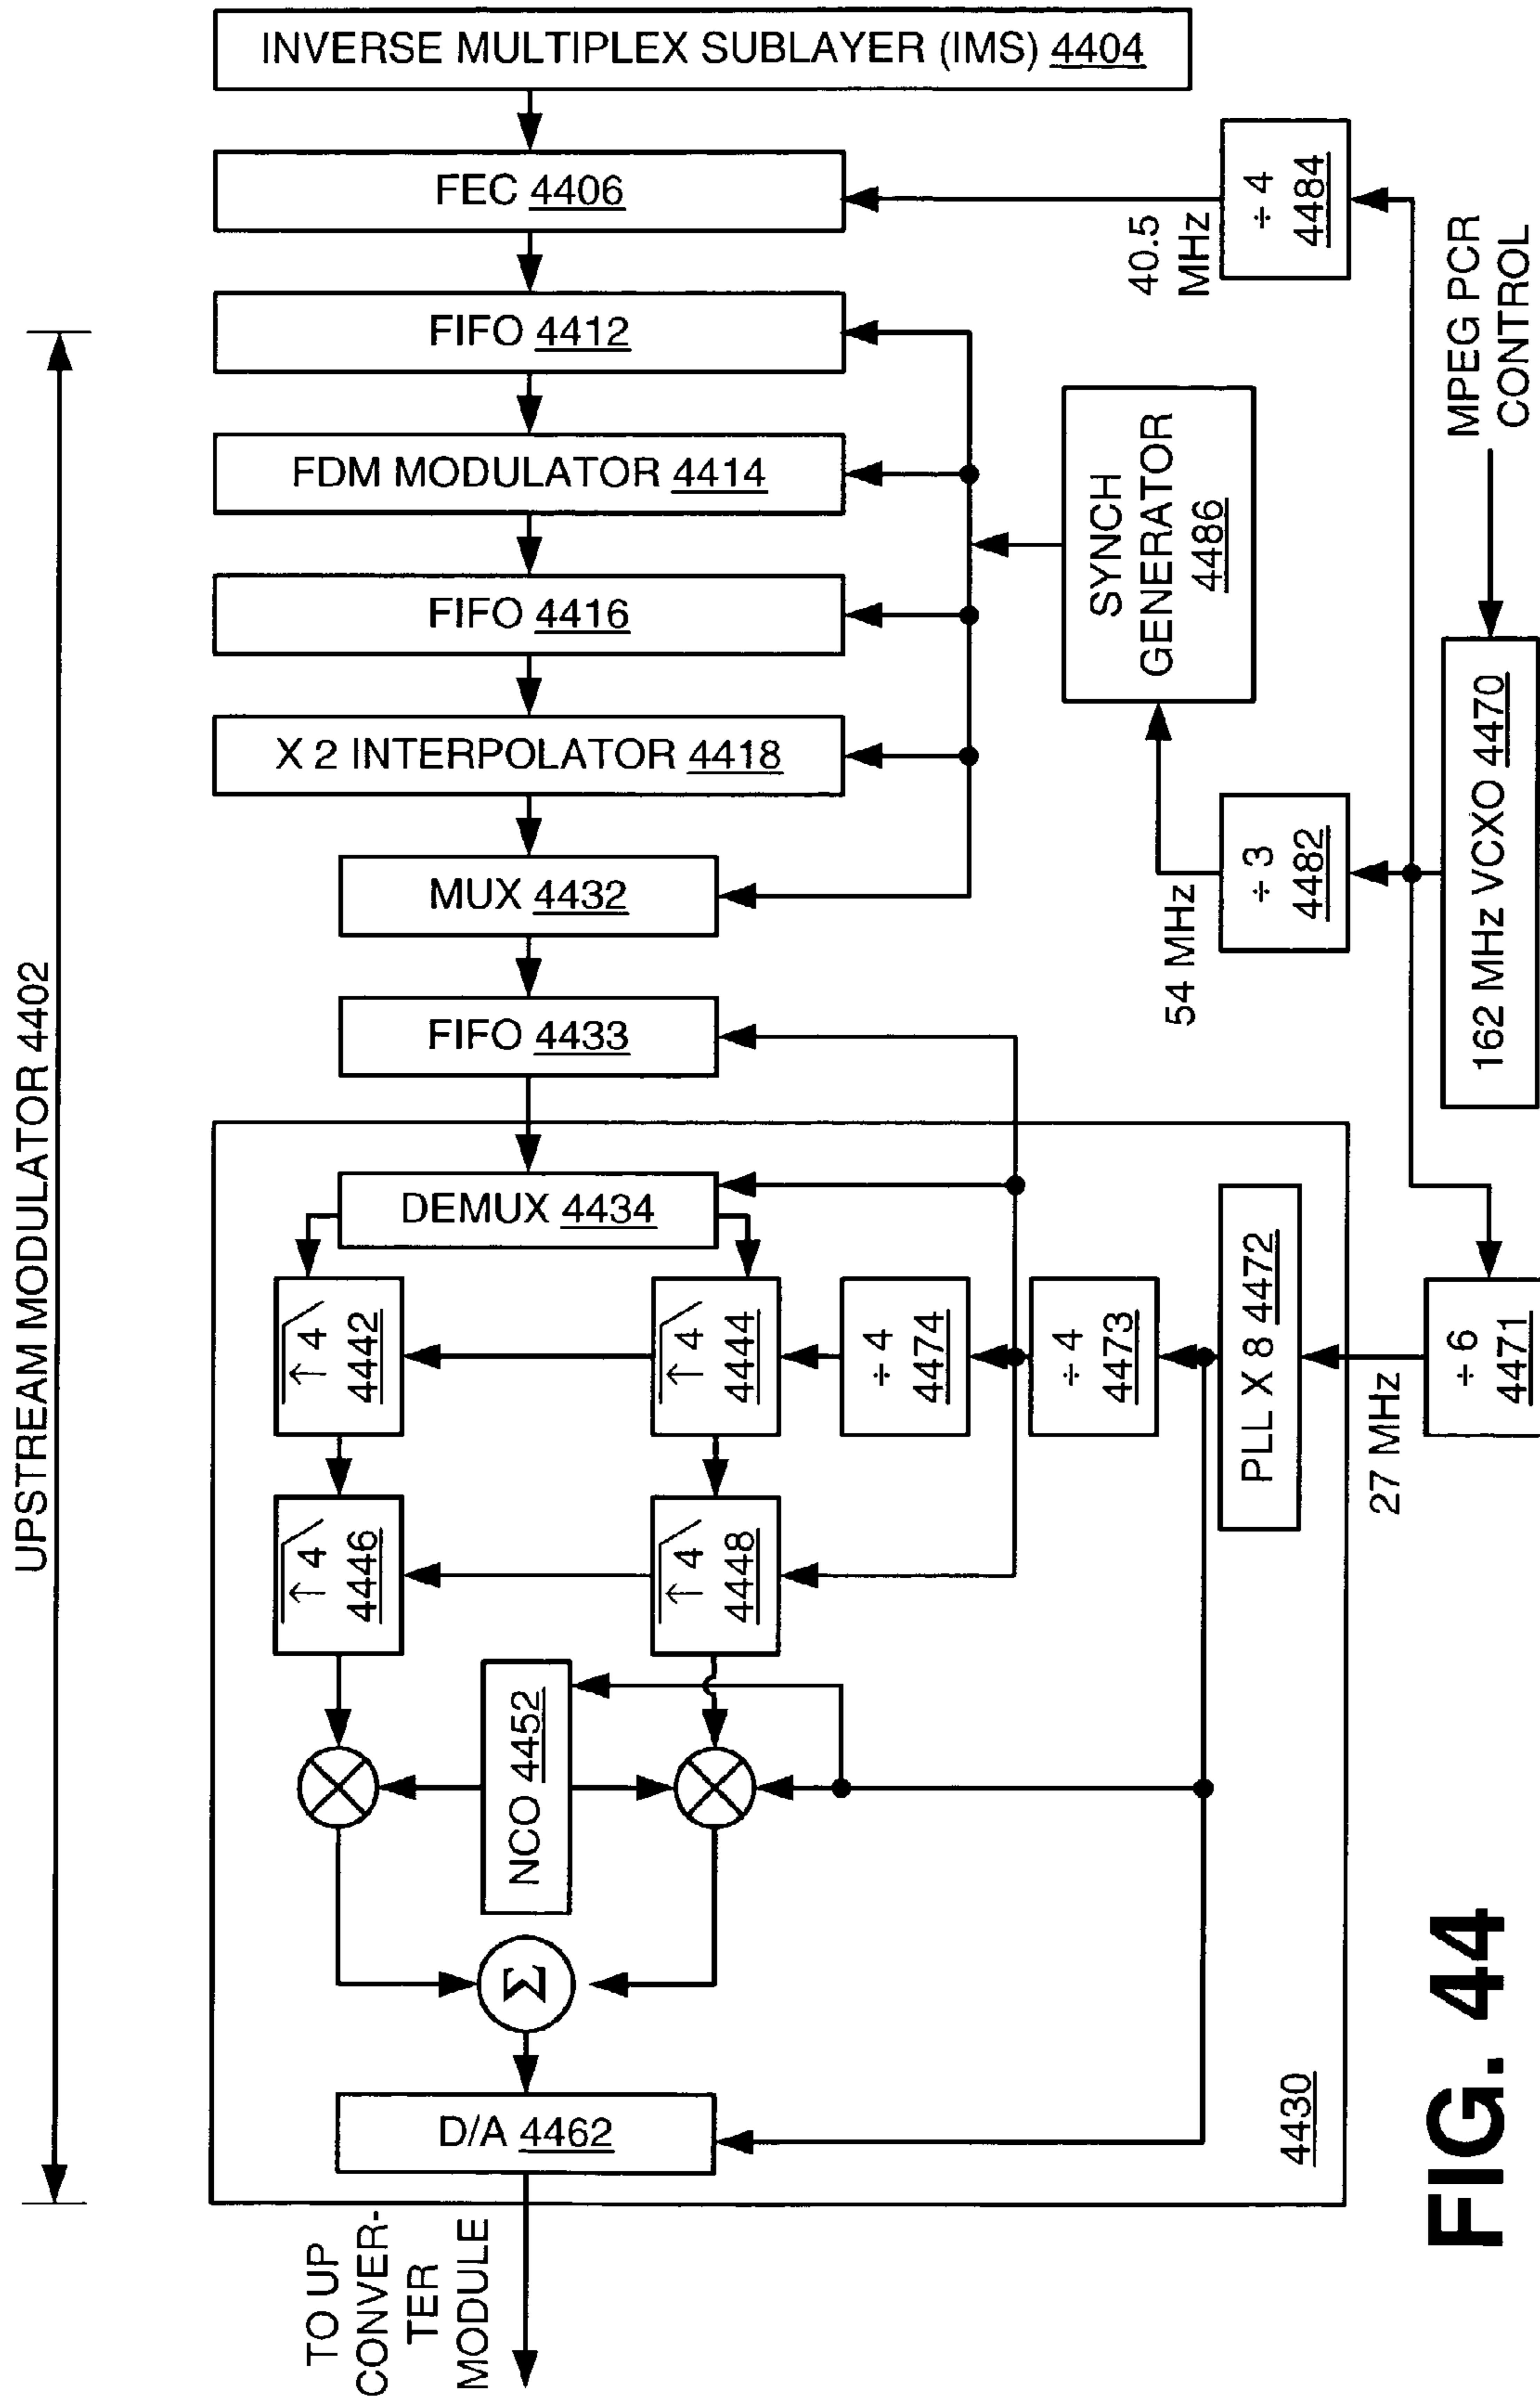 UPSTREAM MODULATOR 4402
INVERSE MULTIPLEX SUBLAYER (IMS) 4404
FEC 4406
FIFO 4412
FDM MODULATOR 4414
FIFO 4416
X 2 INTERPOLATOR 4418
MUX 4432
FIFO 4433
DEMUX 4434
↑ 4
4442
↑ 4
4444
↑ 4
4446
↑ 4
4448
NCO 4452
Σ
D/A 4462
TO UP
CONVER-
TER
MODULE
÷ 4
4474
÷ 4
4473
PLL X 8 4472
4430
27 MHz
÷ 6
4471
162 MHz VCXO 4470
MPEG PCR
CONTROL
÷ 3
4482
54 MHz
SYNCH
GENERATOR
4486
÷ 4
4484
40.5
MHz
FIG. 44